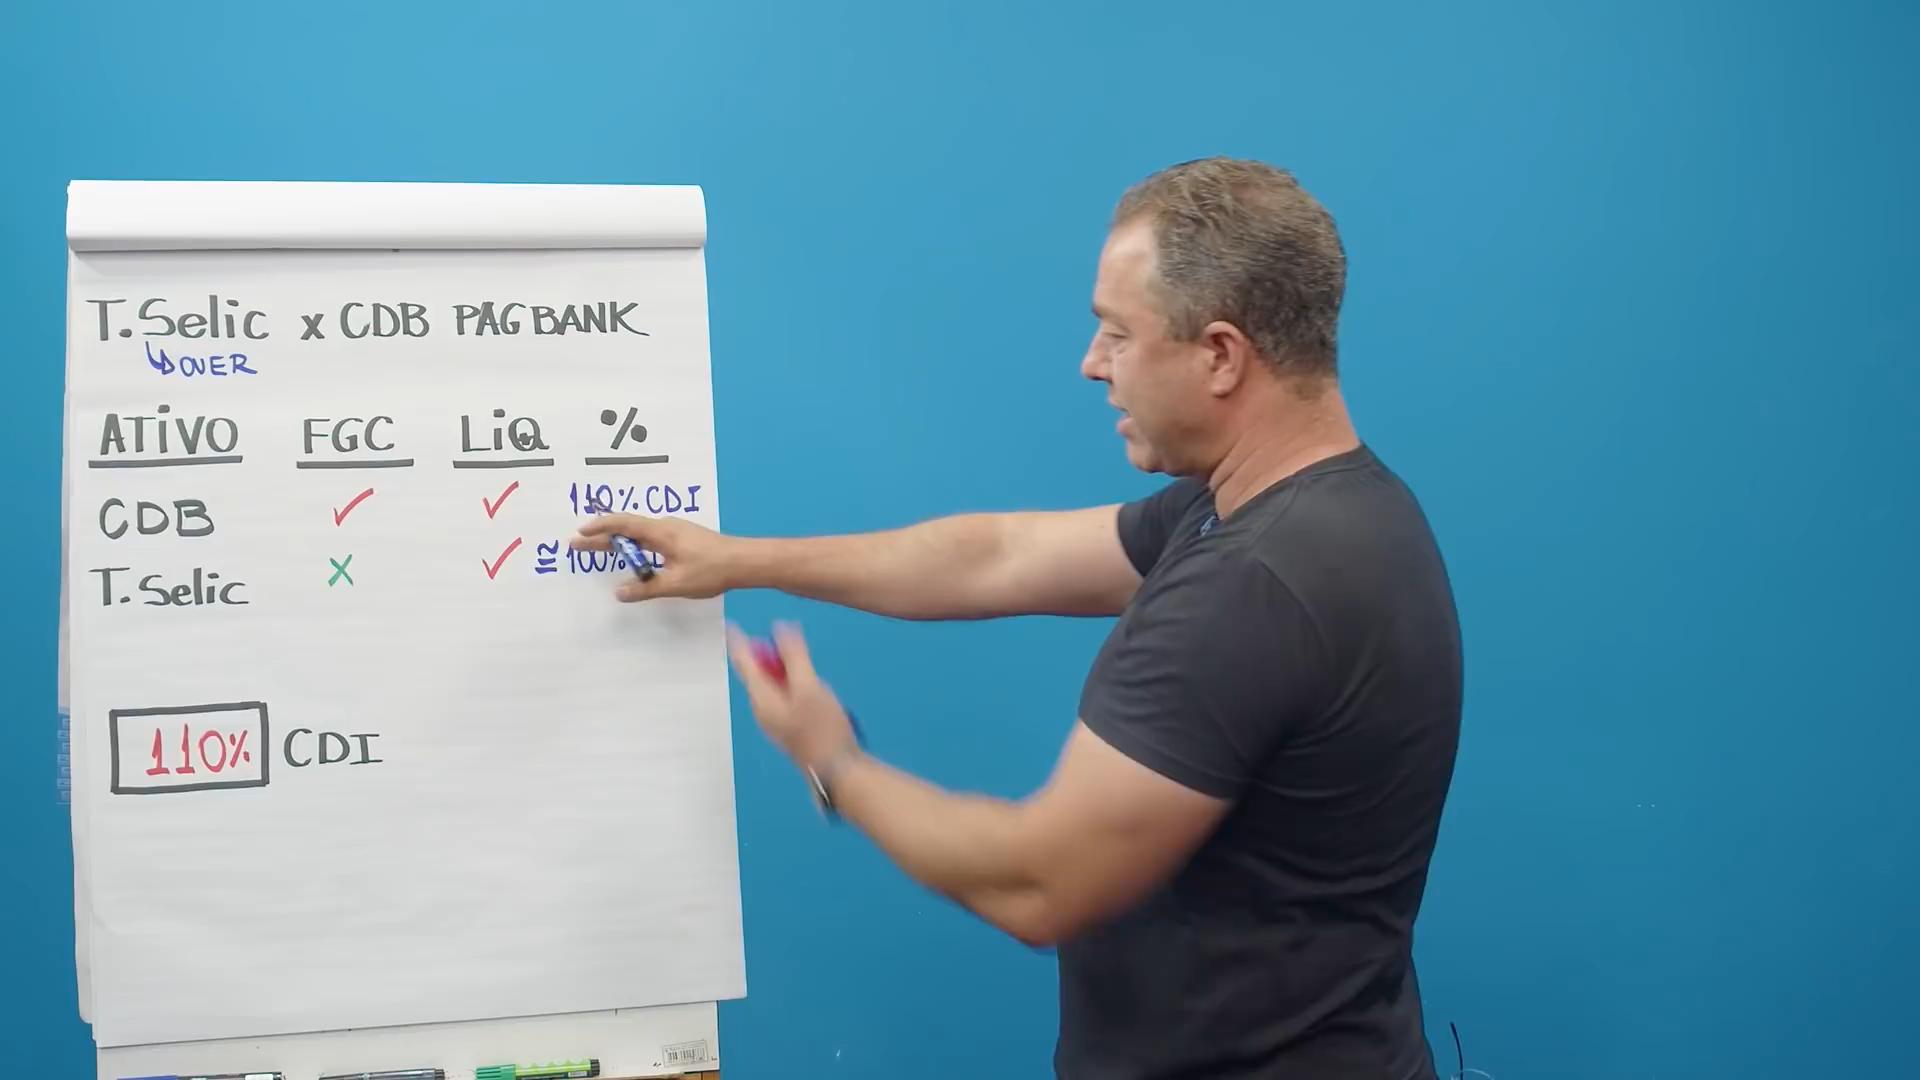 T. Selic x CDB PAGBANK
↳ OVER
ATIVO FGC LIQ %
CDB ✓ ✓ 110% CDI
T. Selic X ✓ ≅ 100%
110% CDI